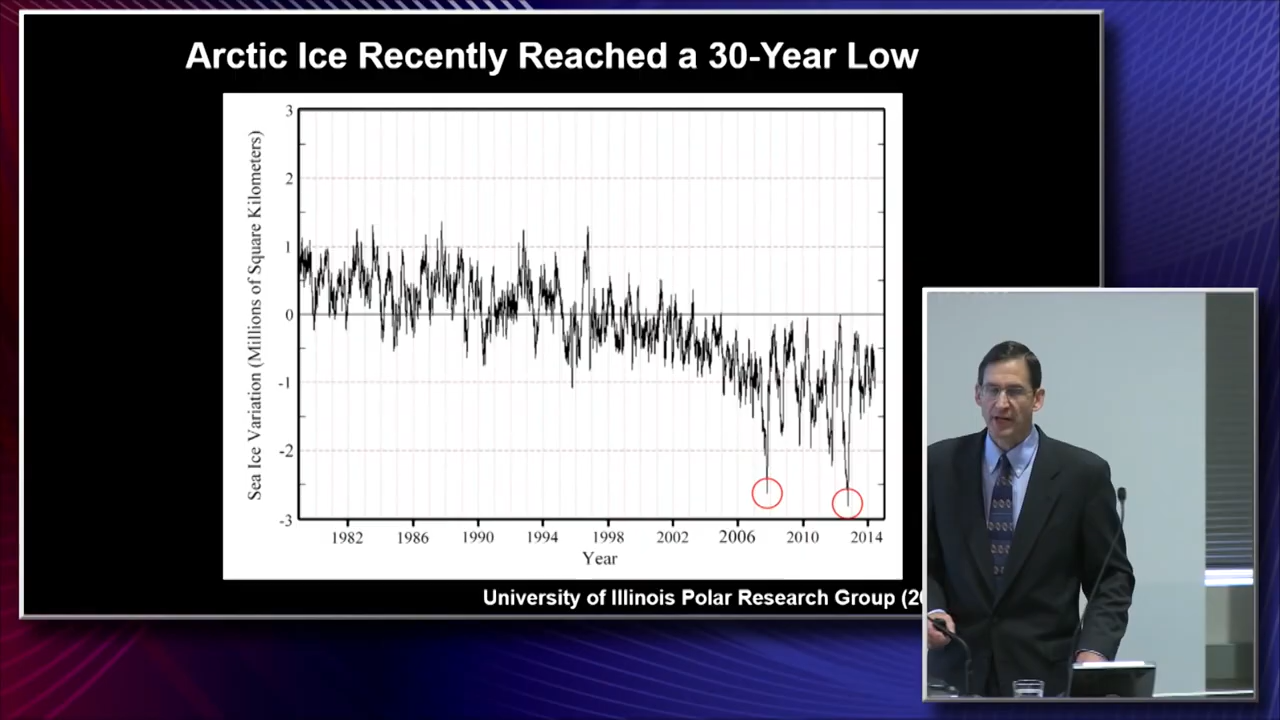 Arctic Ice Recently Reached a 30-Year Low
Sea Ice Variation (Millions of Square Kilometers)
3
2
1
0
-1
-2
-3
1982 1986 1990 1994 1998 2002 2006 2010 2014
Year
University of Illinois Polar Research Group (20